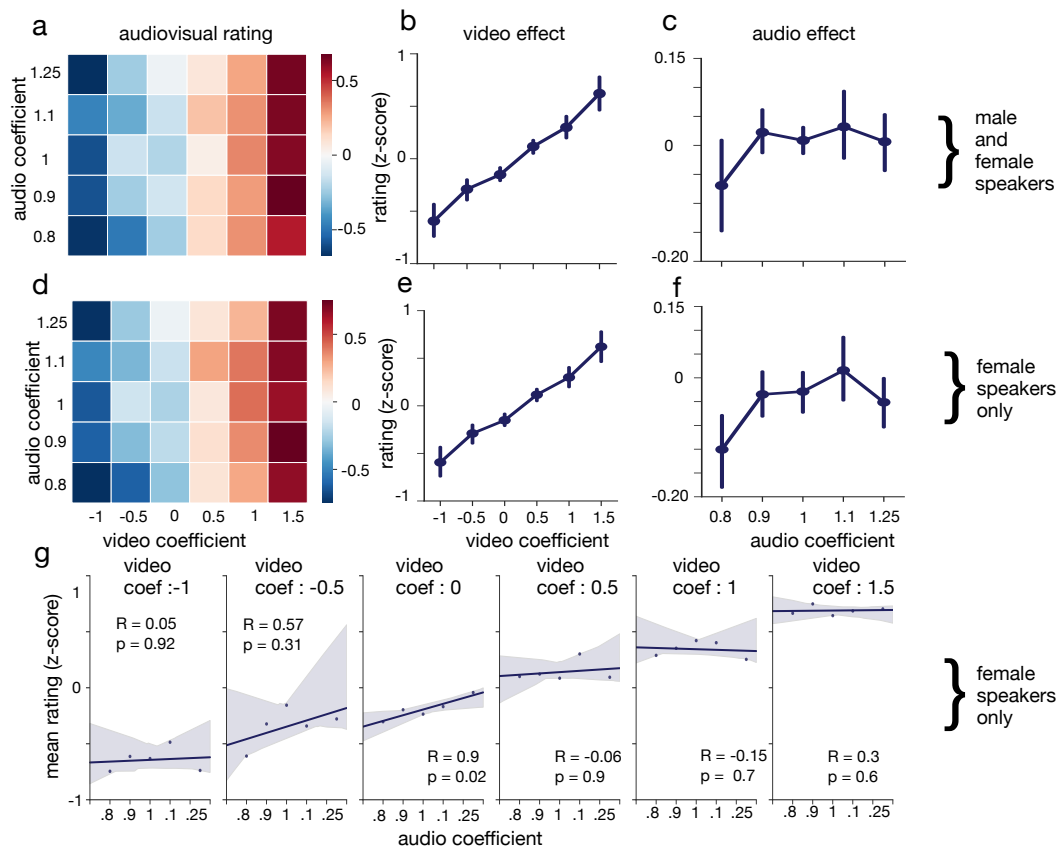 a
audiovisual rating
audio coefficient
1.25
1.1
1
0.9
0.8
0.5
0
-0.5
b
video effect
rating (z-score)
1
0
-1
c
audio effect
0.15
0
-0.20
}
male
and
female
speakers
d
audio coefficient
1.25
1.1
1
0.9
0.8
-1 -0.5 0 0.5 1 1.5
video coefficient
0.5
0
-0.5
e
rating (z-score)
1
0
-1
-1 -0.5 0 0.5 1 1.5
video coefficient
f
0.15
0
-0.20
0.8 0.9 1 1.1 1.25
audio coefficient
}
female
speakers
only
g
mean rating (z-score)
1
0
-1
video
coef :-1
R = 0.05
p = 0.92
.8 .9 1 .1 .25
video
coef : -0.5
R = 0.57
p = 0.31
.8 .9 1 .1 .25
video
coef : 0
R = 0.9
p = 0.02
.8 .9 1 .1 .25
video
coef : 0.5
R = -0.06
p = 0.9
.8 .9 1 .1 .25
video
coef : 1
R = -0.15
p = 0.7
.8 .9 1 .1 .25
video
coef : 1.5
R = 0.3
p = 0.6
.8 .9 1 .1 .25
audio coefficient
}
female
speakers
only